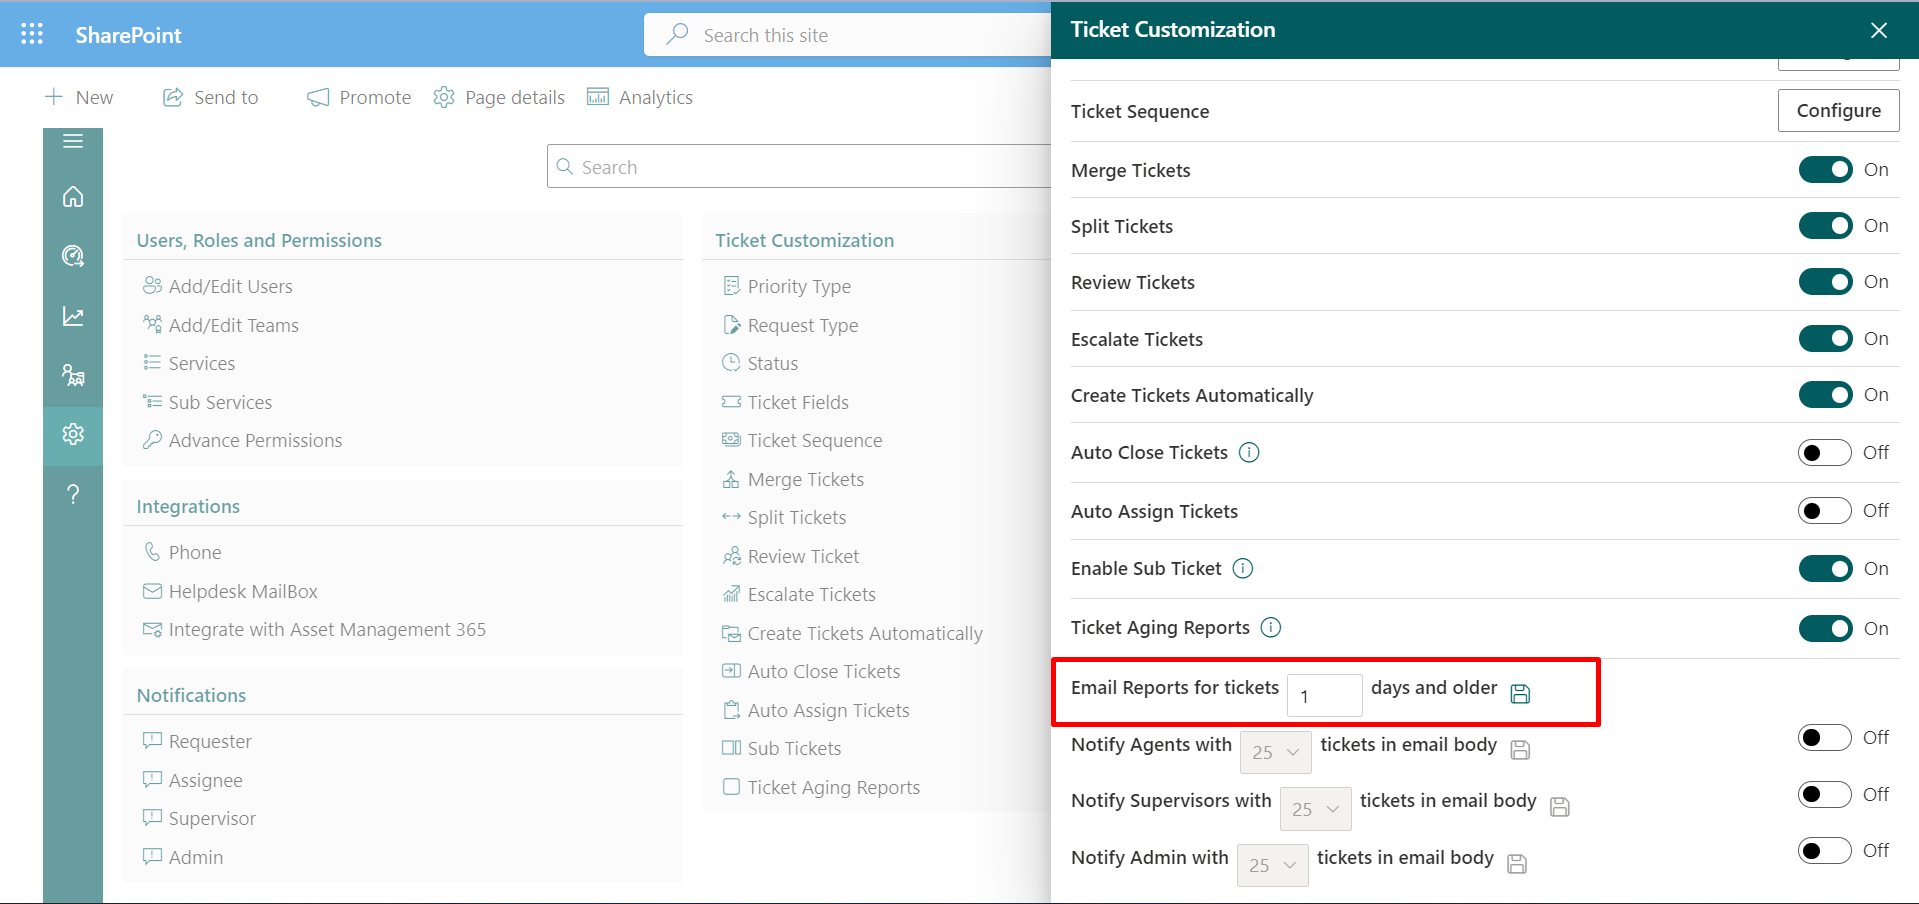 SharePoint
Search this site
New
Send to
Promote
Page details
Analytics
Search
Users, Roles and Permissions
Add/Edit Users
Add/Edit Teams
Services
Sub Services
Advance Permissions
Integrations
Phone
Helpdesk MailBox
Integrate with Asset Management 365
Notifications
Requester
Assignee
Supervisor
Admin
Ticket Customization
Priority Type
Request Type
Status
Ticket Fields
Ticket Sequence
Merge Tickets
Split Tickets
Review Ticket
Escalate Tickets
Create Tickets Automatically
Auto Close Tickets
Auto Assign Tickets
Sub Tickets
Ticket Aging Reports
Ticket Customization
Ticket Sequence Configure
Merge Tickets On
Split Tickets On
Review Tickets On
Escalate Tickets On
Create Tickets Automatically On
Auto Close Tickets Off
Auto Assign Tickets Off
Enable Sub Ticket On
Ticket Aging Reports On
Email Reports for tickets 1 days and older
Notify Agents with 25 tickets in email body Off
Notify Supervisors with 25 tickets in email body Off
Notify Admin with 25 tickets in email body Off